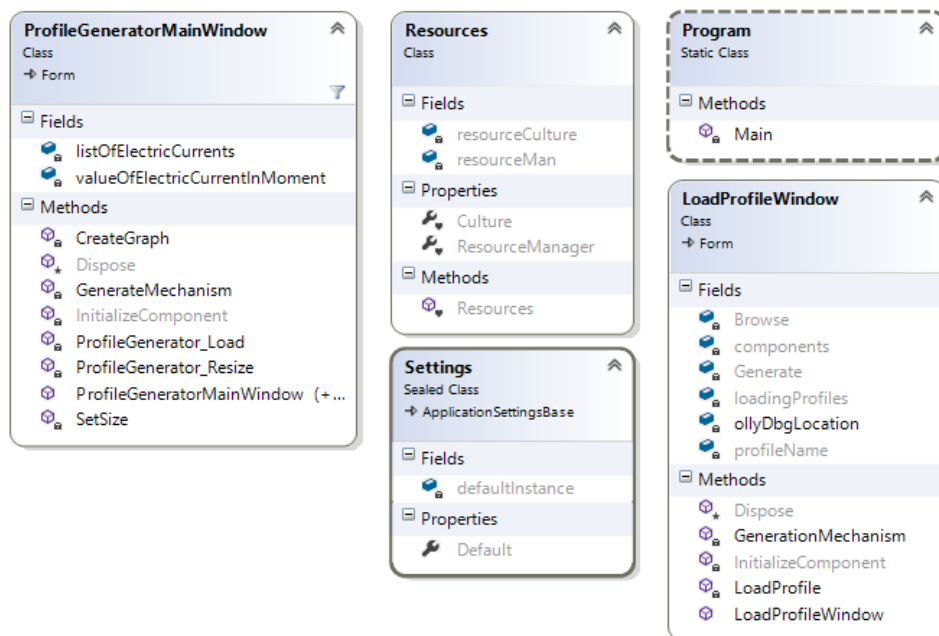 ProfileGeneratorMainWindow
Class
Form
Fields
listOfElectricCurrents
valueOfElectricCurrentInMoment
Methods
CreateGraph
Dispose
GenerateMechanism
InitializeComponent
ProfileGenerator_Load
ProfileGenerator_Resize
ProfileGeneratorMainWindow (+...
SetSize
Resources
Class
Fields
resourceCulture
resourceMan
Properties
Culture
ResourceManager
Methods
Resources
Settings
Sealed Class
ApplicationSettingsBase
Fields
defaultInstance
Properties
Default
Program
Static Class
Methods
Main
LoadProfileWindow
Class
Form
Fields
Browse
components
Generate
loadingProfiles
ollyDbgLocation
profileName
Methods
Dispose
GenerationMechanism
InitializeComponent
LoadProfile
LoadProfileWindow